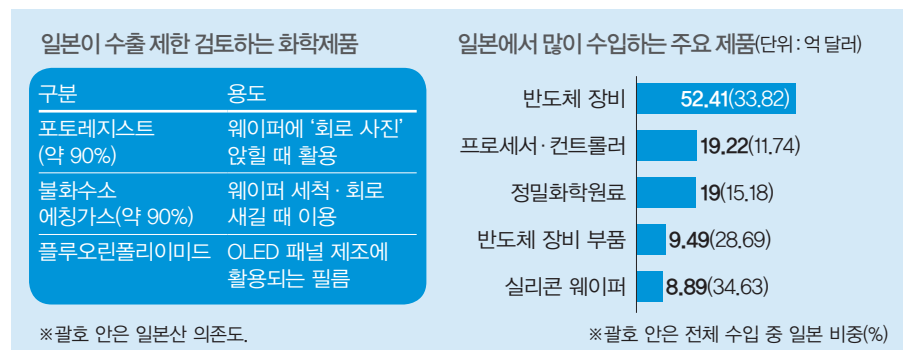 일본이 수출 제한 검토하는 화학제품
구분 용도
포토레지스트 웨이퍼에 ‘회로 사진’
(약 90%) 앉힐 때 활용
불화수소 웨이퍼 세척·회로
에칭가스(약 90%) 새길 때 이용
플루오린폴리이미드 OLED 패널 제조에
활용되는 필름
※괄호 안은 일본산 의존도.
일본에서 많이 수입하는 주요 제품(단위:억 달러)
반도체 장비 52.41(33.82)
프로세서·컨트롤러 19.22(11.74)
정밀화학원료 19(15.18)
반도체 장비 부품 9.49(28.69)
실리콘 웨이퍼 8.89(34.63)
※괄호 안은 전체 수입 중 일본 비중(%)